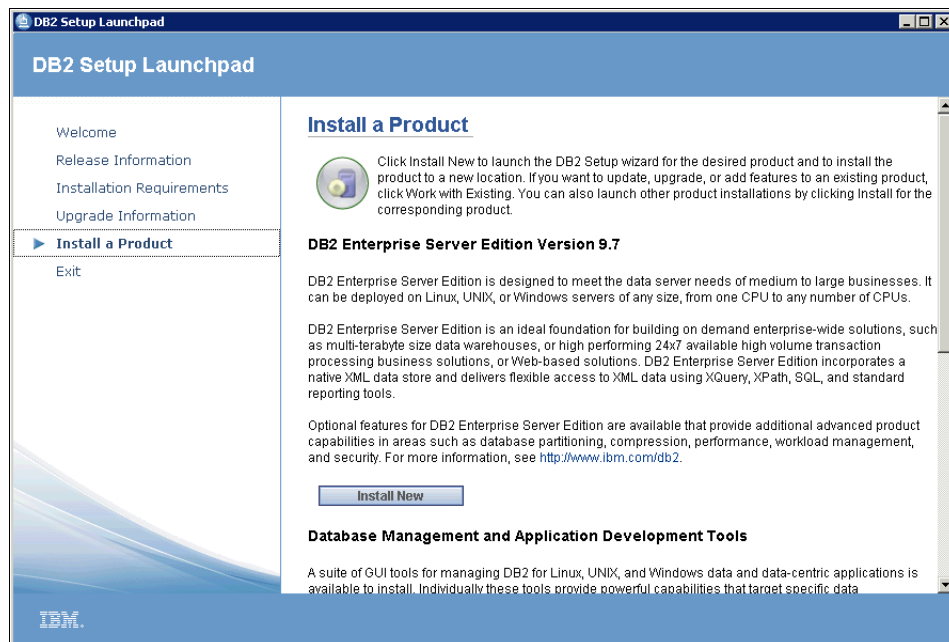 DB2 Setup Launchpad
DB2 Setup Launchpad
Welcome
Release Information
Installation Requirements
Upgrade Information
Install a Product
Exit
Install a Product
Click Install New to launch the DB2 Setup wizard for the desired product and to install the
product to a new location. If you want to update, upgrade, or add features to an existing product,
click Work with Existing. You can also launch other product installations by clicking Install for the
corresponding product.
DB2 Enterprise Server Edition Version 9.7
DB2 Enterprise Server Edition is designed to meet the data server needs of medium to large businesses. It
can be deployed on Linux, UNIX, or Windows servers of any size, from one CPU to any number of CPUs.
DB2 Enterprise Server Edition is an ideal foundation for building on demand enterprise-wide solutions, such
as multi-terabyte size data warehouses, or high performing 24x7 available high volume transaction
processing business solutions, or Web-based solutions. DB2 Enterprise Server Edition incorporates a
native XML data store and delivers flexible access to XML data using XQuery, XPath, SQL, and standard
reporting tools.
Optional features for DB2 Enterprise Server Edition are available that provide additional advanced product
capabilities in areas such as database partitioning, compression, performance, workload management,
and security. For more information, see http://www.ibm.com/db2.
Install New
Database Management and Application Development Tools
A suite of GUI tools for managing DB2 for Linux, UNIX, and Windows data and data-centric applications is
available to install. Individually these tools provide powerful capabilities that target specific data
IBM.